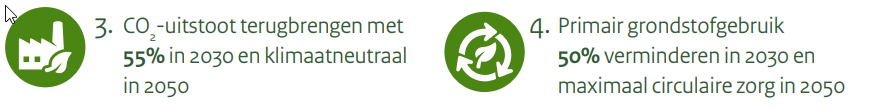 3. CO₂-uitstoot terugbrengen met
55% in 2030 en klimaatneutraal
in 2050
4. Primair grondstofgebruik
50% verminderen in 2030 en
maximaal circulaire zorg in 2050